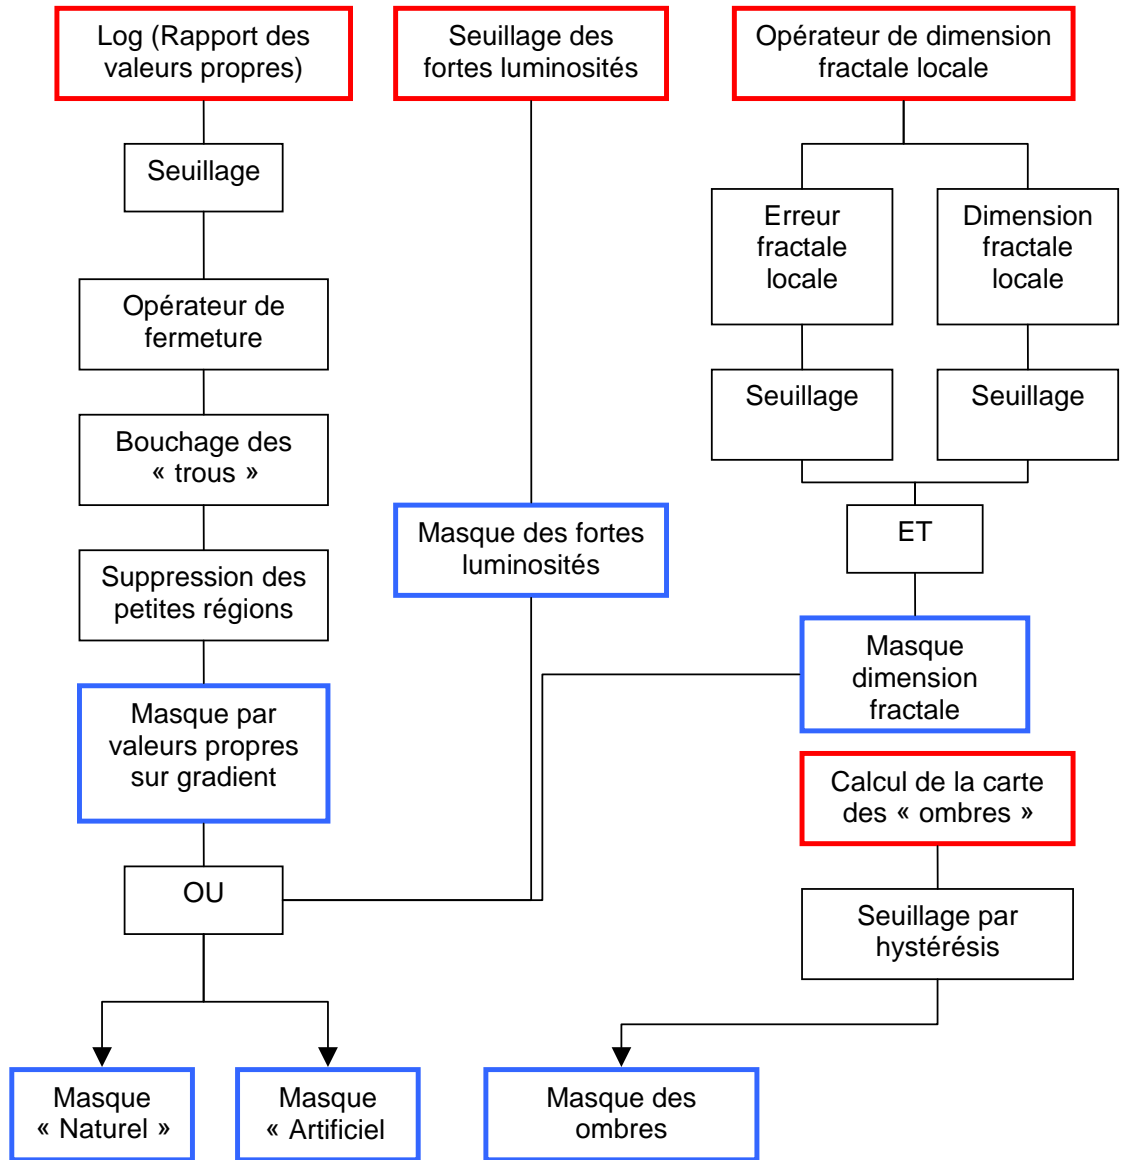 Log (Rapport des
valeurs propres)
Seuillage des
fortes luminosités
Opérateur de dimension
fractale locale
Seuillage
Erreur
fractale
locale
Dimension
fractale
locale
Opérateur de
fermeture
Seuillage
Seuillage
Bouchage des
« trous »
Masque des fortes
luminosités
ET
Suppression des
petites régions
Masque
dimension
fractale
Masque par
valeurs propres
sur gradient
Calcul de la carte
des « ombres »
OU
Seuillage par
hystérésis
Masque
« Naturel »
Masque
« Artificiel
Masque des
ombres